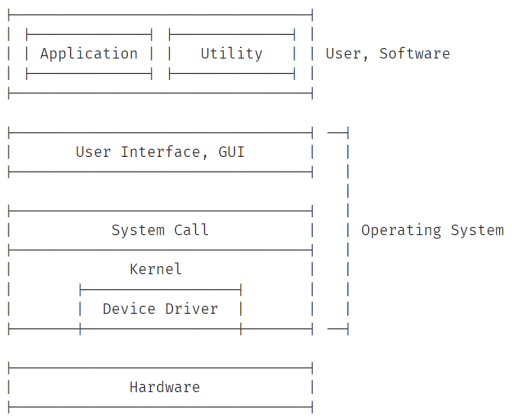 Application Utility User, Software
User Interface, GUI
System Call Operating System
Kernel
Device Driver
Hardware